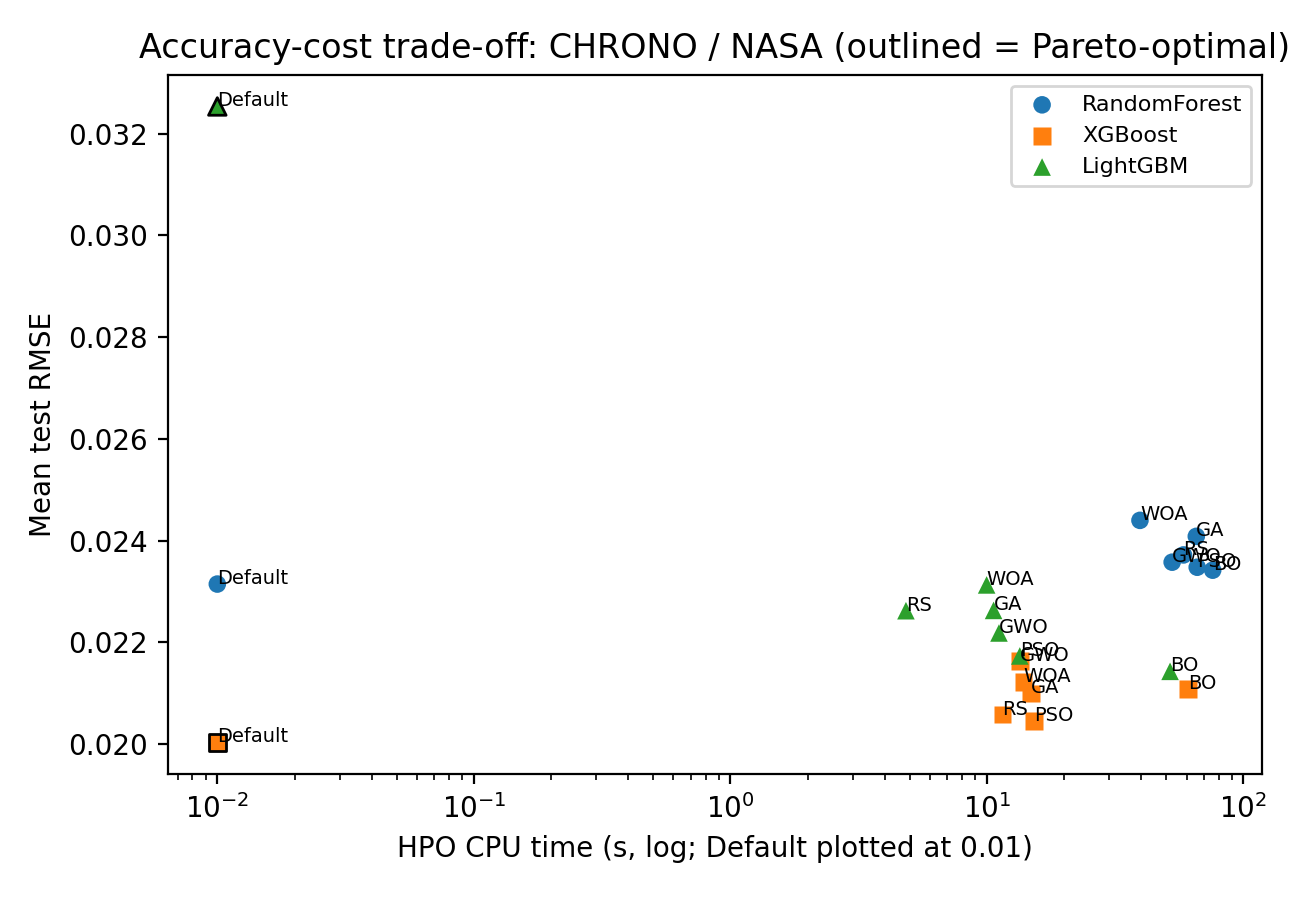 Accuracy-cost trade-off: CHRONO / NASA (outlined = Pareto-optimal)
RandomForest
XGBoost
LightGBM
Mean test RMSE
0.032
0.030
0.028
0.026
0.024
0.022
0.020
Default
Default
Default
WOA
GA
RS
GWO
PSO
BO
WOA
RS
GA
GWO
PSO
GWO
WOA
GA
RS
PSO
BO
BO
10⁻²
10⁻¹
10⁰
10¹
10²
HPO CPU time (s, log; Default plotted at 0.01)